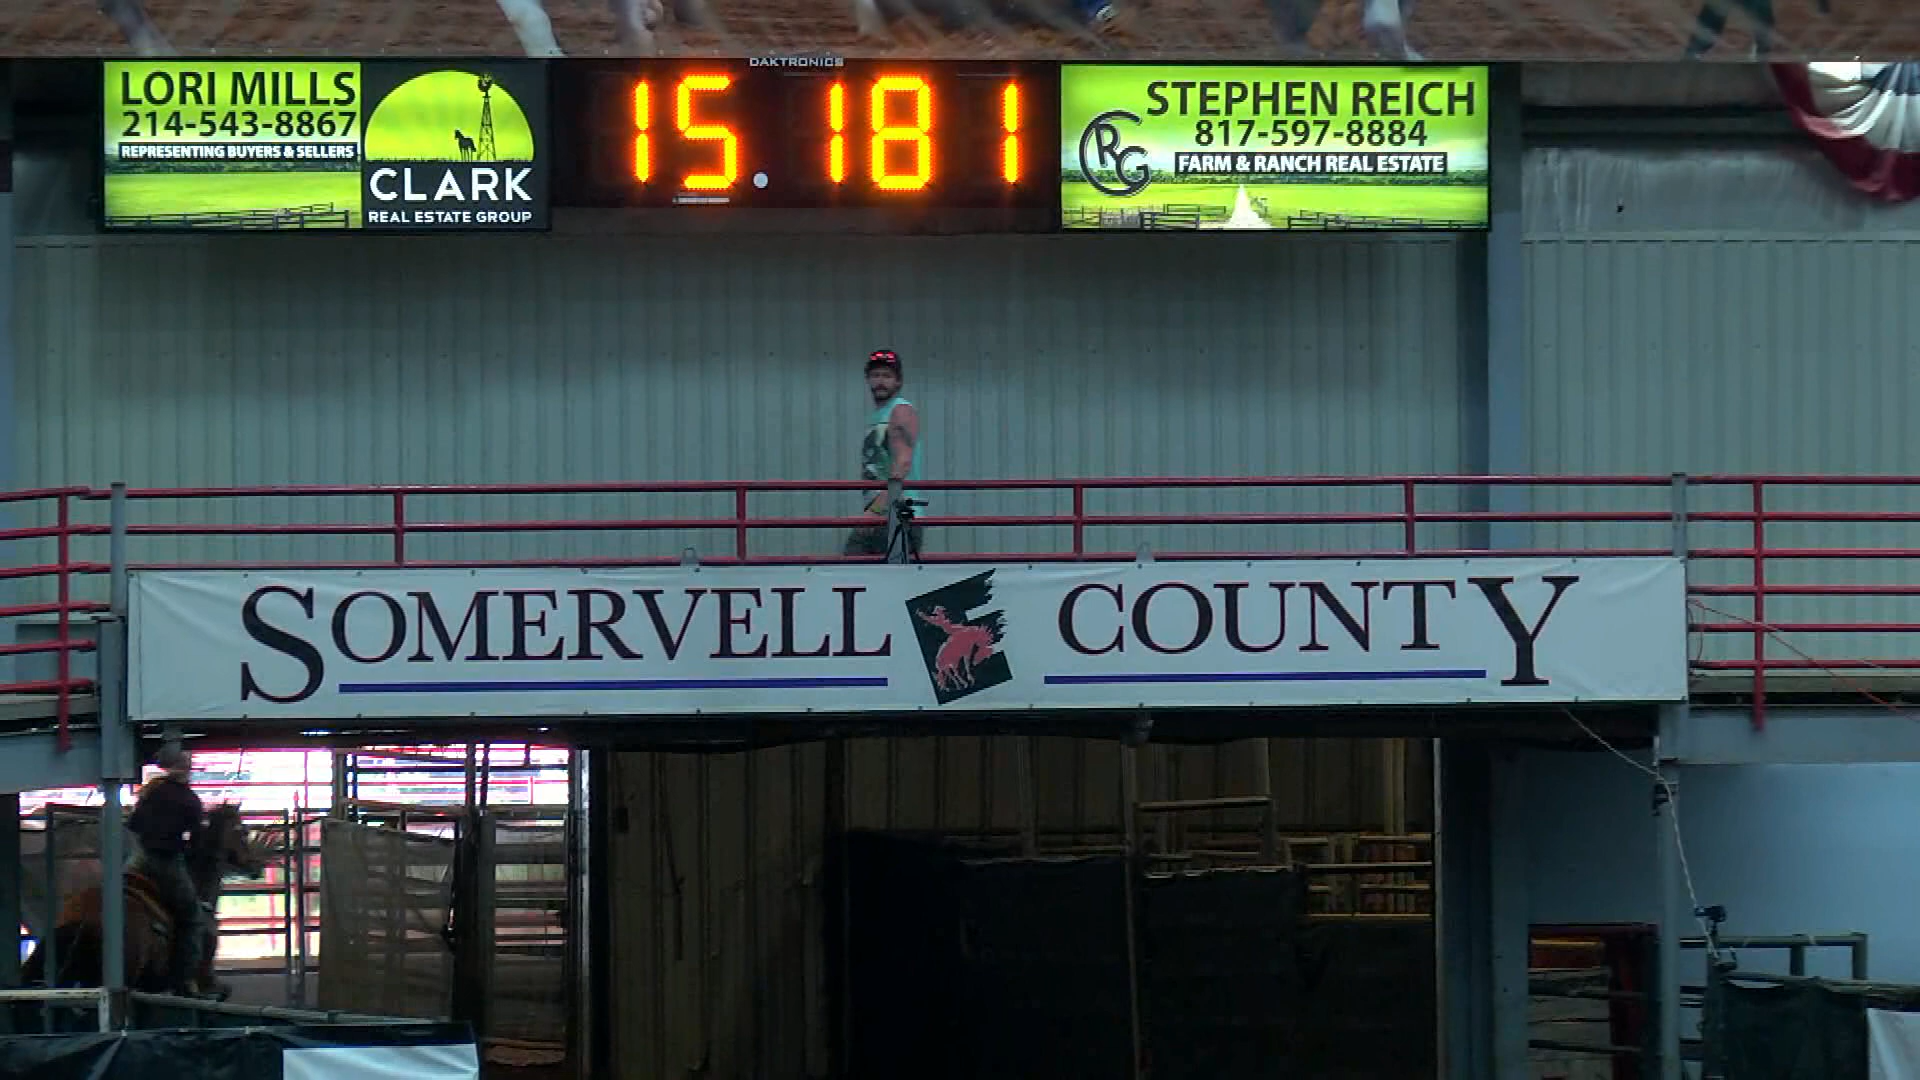 DAKTRONICS
LORI MILLS
214-543-8867
REPRESENTING BUYERS & SELLERS
CLARK
REAL ESTATE GROUP
15.181
STEPHEN REICH
817-597-8884
FARM & RANCH REAL ESTATE
CRG
SOMERVELL COUNTY